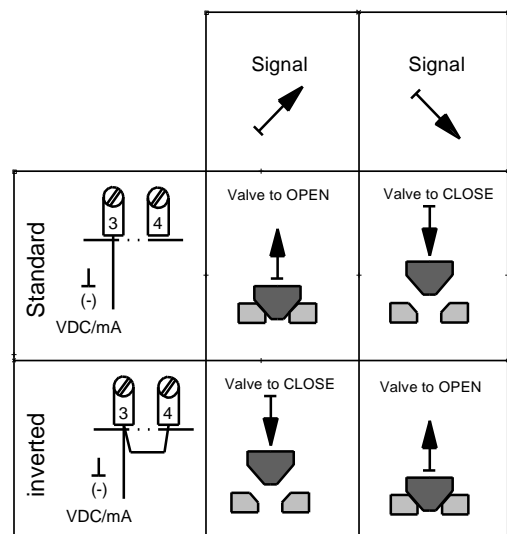 Signal
Signal
Standard
3
4
(-)
VDC/mA
Valve to OPEN
Valve to CLOSE
inverted
3
4
(-)
VDC/mA
Valve to CLOSE
Valve to OPEN